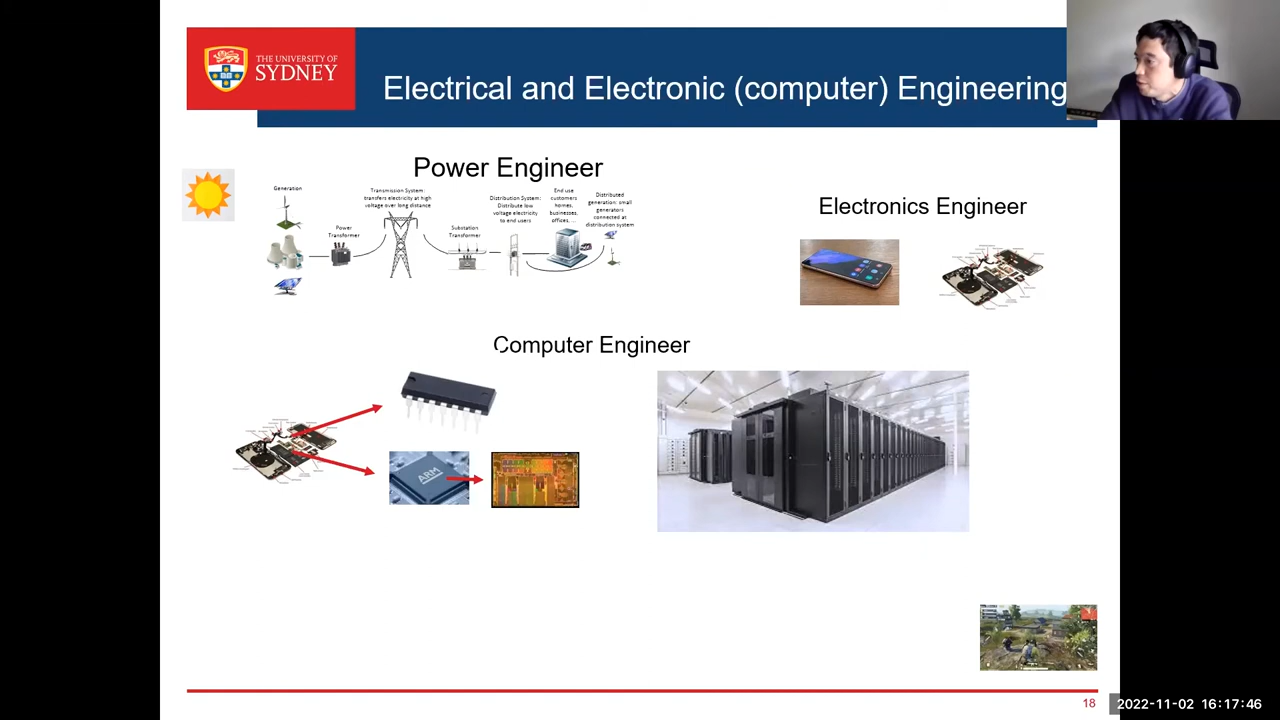 THE UNIVERSITY OF
SYDNEY
Electrical and Electronic (computer) Engineering
Power Engineer
Generation
Power
Transformer
Transmission System:
transfers electricity at high
voltage over long distance
Substation
Transformer
Distribution System:
Distribute low
voltage electricity
to end users
End use
customers
homes,
businesses,
offices, ...
Distributed
generation: small
generators
connected at
distribution system
Electronics Engineer
Computer Engineer
ARM
18
2022-11-02 16:17:46